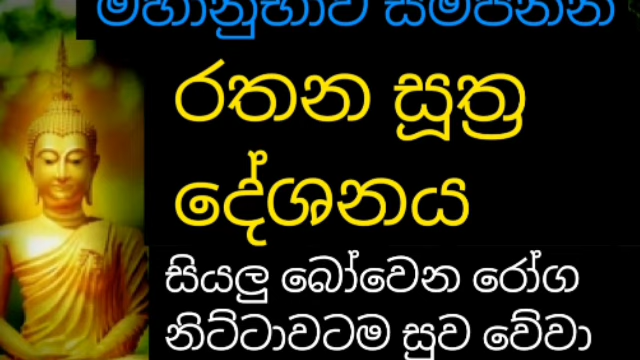 මහානුභාව සම්පන්න
රතන සූත්‍ර
දේශනය
සියලු බෝවෙන රෝග
නිට්ටාවටම සුව වේවා